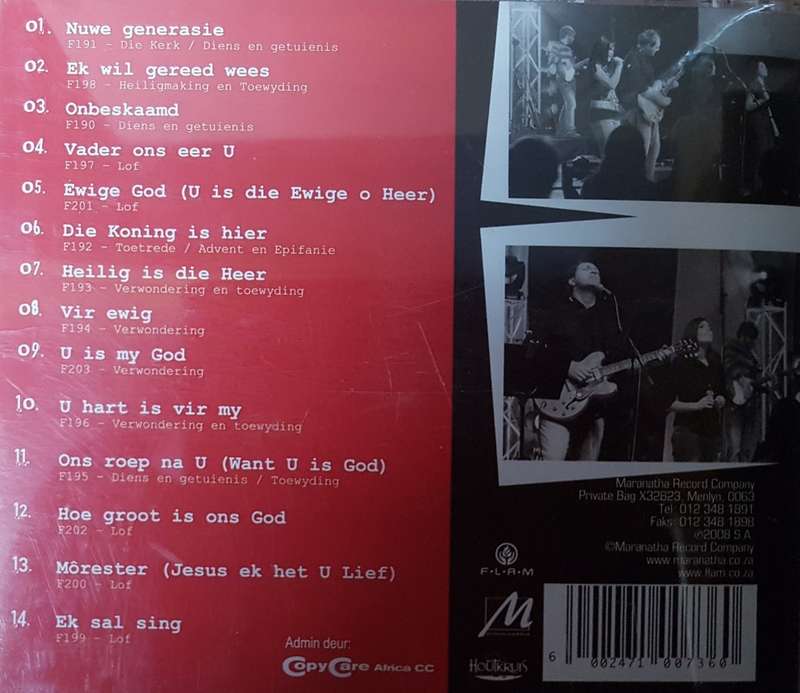 01. Nuwe generasie
F191 - Die Kerk / Diens en getuienis
02. Ek wil gereed wees
F198 - Heiligmaking en Toewyding
03. Onbeskaamd
F190 - Diens en getuienis
04. Vader ons eer U
F197 - Lof
05. Ewige God (U is die Ewige o Heer)
F201 - Lof
06. Die Koning is hier
F192 - Toetrede / Advent en Epifanie
07. Heilig is die Heer
F193 - Verwondering en toewyding
08. Vir ewig
F194 - Verwondering
09. U is my God
F203 - Verwondering
10. U hart is vir my
F196 - Verwondering en toewyding
11. Ons roep na U (Want U is God)
F195 - Diens en getuienis / Toewyding
12. Hoe groot is ons God
F202 - Lof
13. Môrester (Jesus ek het U Lief)
F200 - Lof
14. Ek sal sing
F199 - Lof
Admin deur:
CopyCare Africa CC
Maranatha Record Company
Private Bag X32823, Menlyn, 0063
Tel: 012 348 1891
Faks: 012 348 1898
℗2008 S.A.
©Maranatha Record Company
www.maranatha.co.za
www.flam.co.za
F·L·A·M
M
HOUTKRUIS
6 002471 007360